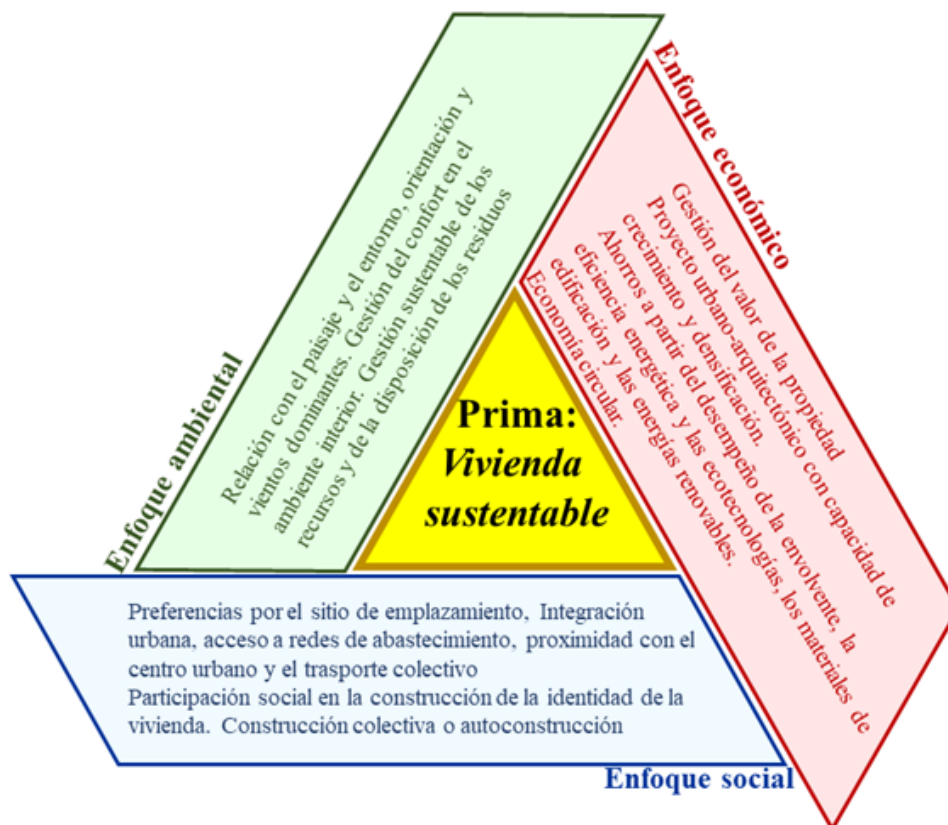 Enfoque ambiental
Relación con el paisaje y el entorno, orientación y
vientos dominantes. Gestión del confort en el
ambiente interior. Gestión sustentable de los
recursos y de la disposición de los residuos
Enfoque económico
Gestión del valor de la propiedad
Proyecto urbano-arquitectónico con capacidad de
crecimiento y densificación.
Ahorros a partir del desempeño de la envolvente, la
eficiencia energética y las ecotecnologías, los materiales de
edificación y las energías renovables.
Economía circular.
Prima:
Vivienda
sustentable
Preferencias por el sitio de emplazamiento, Integración
urbana, acceso a redes de abastecimiento, proximidad con el
centro urbano y el trasporte colectivo
Participación social en la construcción de la identidad de la
vivienda. Construcción colectiva o autoconstrucción
Enfoque social